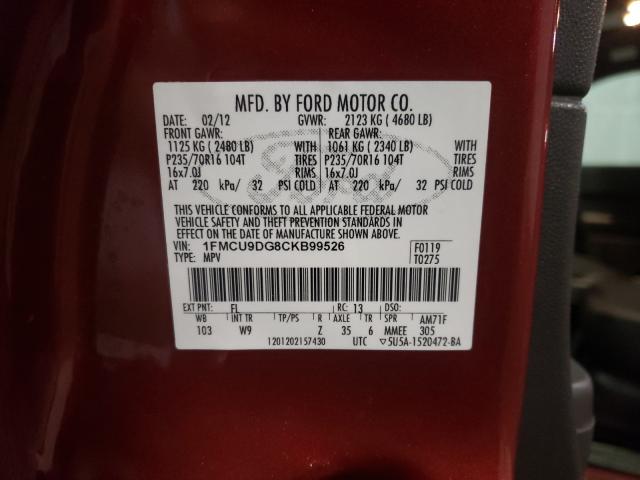 MFD. BY FORD MOTOR CO.
DATE: 02/12 GVWR: 2123 KG ( 4680 LB)
FRONT GAWR: REAR GAWR:
1125 KG ( 2480 LB) WITH 1061 KG ( 2340 LB) WITH
P235/70R16 104T TIRES P235/70R16 104T TIRES
16x7.0J RIMS 16x7.0J RIMS
AT 220 kPa/ 32 PSI COLD AT 220 kPa/ 32 PSI COLD
THIS VEHICLE CONFORMS TO ALL APPLICABLE FEDERAL MOTOR
VEHICLE SAFETY AND THEFT PREVENTION STANDARDS IN
EFFECT ON THE DATE OF MANUFACTURE SHOWN ABOVE.
VIN: 1FMCU9DG8CKB99526 F0119
TYPE: MPV T0275
EXT PNT: FL RC: 13 DSO:
WB INT TR TP/PS R AXLE TR SPR AM71F
103 W9 Z 35 6 MMEE 305
1201202157430 UTC ▽5U5A-1520472-BA
Ford